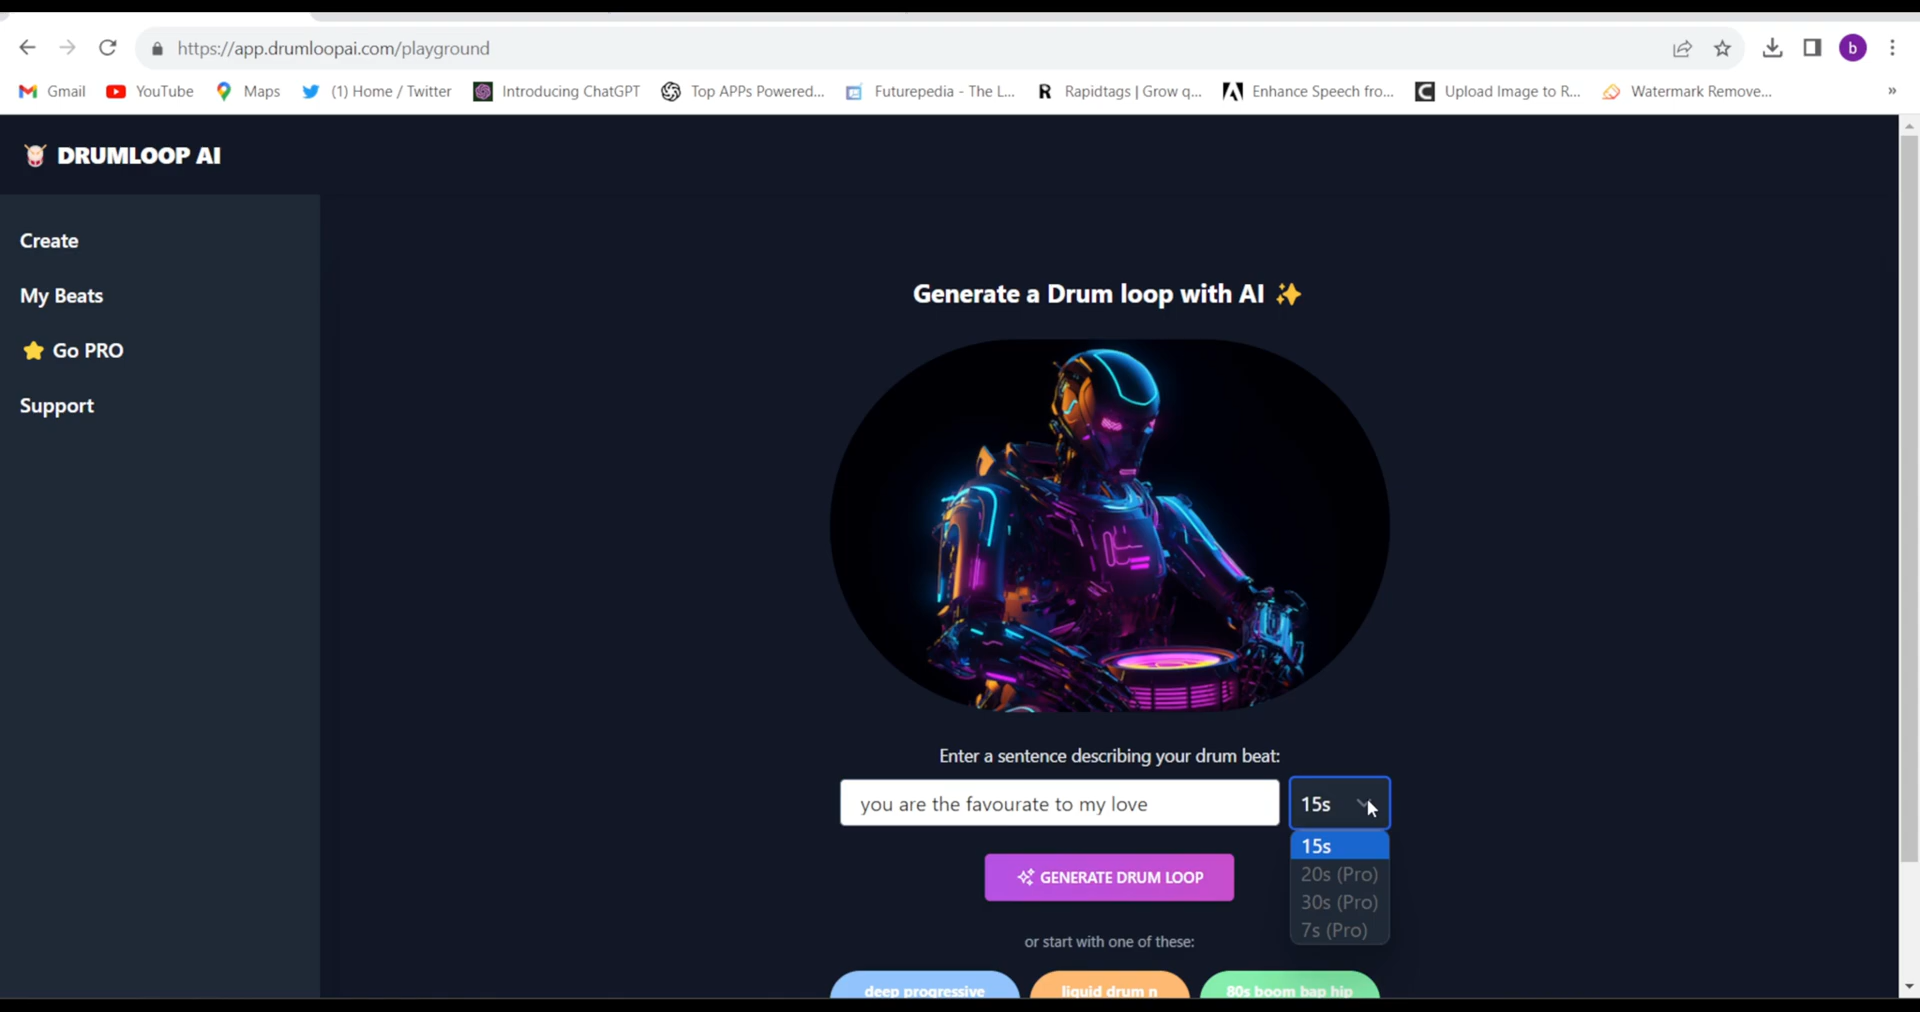 https://app.drumloopai.com/playground
b
Gmail
YouTube
Maps
(1) Home / Twitter
Introducing ChatGPT
Top APPs Powered...
Futurepedia - The L...
R Rapidtags | Grow q...
Enhance Speech fro...
Upload Image to R...
Watermark Remove...
»
DRUMLOOP AI
Create
My Beats
Go PRO
Support
Generate a Drum loop with AI
Enter a sentence describing your drum beat:
you are the favourate to my love
15s
15s
20s (Pro)
30s (Pro)
7s (Pro)
GENERATE DRUM LOOP
or start with one of these:
deep progressive
liquid drum n
80s boom bap hip